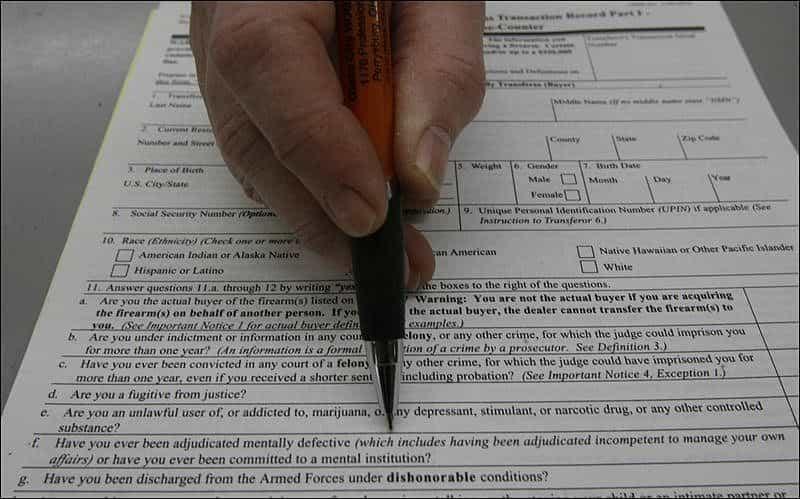 ns Transaction Record Part I -
-Counter
Transferor's Transaction Serial
Number
By Transferee (Buyer)
1.
Last Name
Middle Name (If no middle name state "NMN")
2. Current
Number and Street
County State Zip Code
3. Place of Birth
U.S. City/State
5. Weight 6. Gender 7. Birth Date
Male
Month Day Year
Female
8. Social Security Number 9. Unique Personal Identification Number (UPIN) if applicable (See
Instruction to Transferor 6.)
10. Race (Ethnicity) (Check one or more
American Indian or Alaska Native
can American
Native Hawaiian or Other Pacific Islander
Hispanic or Latino
White
11. Answer questions 11.a. through 12 by writing "yes the boxes to the right of the questions.
a. Are you the actual buyer of the firearm(s) listed on Warning: You are not the actual buyer if you are acquiring
the firearm(s) on behalf of another person. If you the actual buyer, the dealer cannot transfer the firearm(s) to
you. (See Important Notice 1 for actual buyer defin examples.)
b. Are you under indictment or information in any cou elony, or any other crime, for which the judge could imprison you
for more than one year? (An information is a formal tion of a crime by a prosecutor. See Definition 3.)
c. Have you ever been convicted in any court of a felon y other crime, for which the judge could have imprisoned you for
more than one year, even if you received a shorter sent including probation? (See Important Notice 4, Exception 1.)
d. Are you a fugitive from justice?
e. Are you an unlawful user of, or addicted to, marijuana, o ny depressant, stimulant, or narcotic drug, or any other controlled
substance?
f. Have you ever been adjudicated mentally defective (which includes having been adjudicated incompetent to manage your own
affairs) or have you ever been committed to a mental institution?
g. Have you been discharged from the Armed Forces under dishonorable conditions?
1170 Professional
Perrysburg,